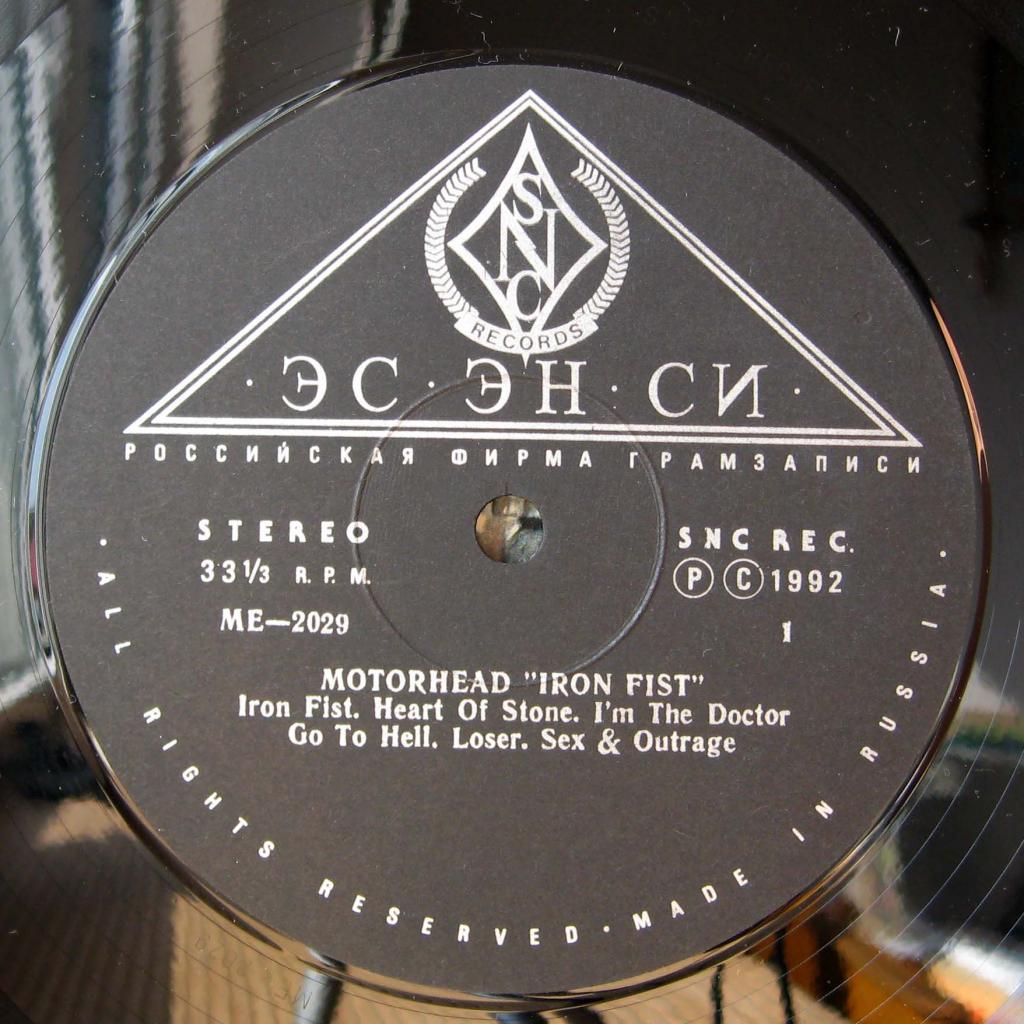 SNC
RECORDS
· ЭС · ЭН · СИ ·
РОССИЙСКАЯ ФИРМА ГРАМЗАПИСИ
STEREO
33 1/3 R. P. M.
ME—2029
SNC REC.
Ⓟ Ⓒ 1992
1
MOTORHEAD "IRON FIST"
Iron Fist. Heart Of Stone. I'm The Doctor
Go To Hell. Loser. Sex & Outrage
· ALL RIGHTS RESERVED · MADE IN RUSSIA ·